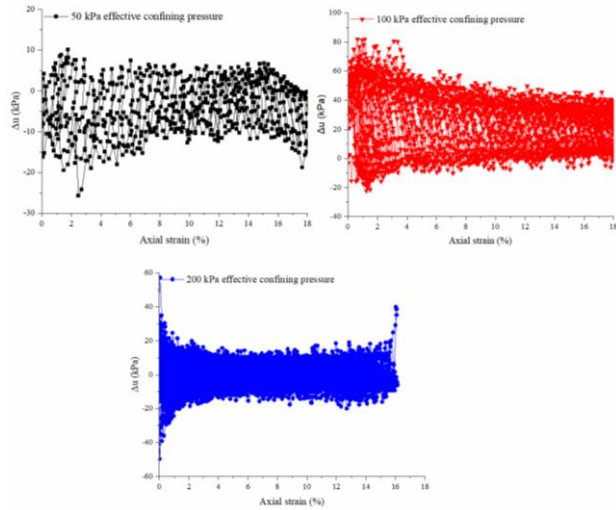 50 kPa effective confining pressure
20
10
0
-10
-20
-30
Δu (kPa)
0 2 4 6 8 10 12 14 16 18
Axial strain (%)
100 kPa effective confining pressure
100
80
60
40
20
0
-20
-40
Δu (kPa)
0 2 4 6 8 10 12 14 16 18
Axial strain (%)
200 kPa effective confining pressure
60
40
20
0
-20
-40
-60
Δu (kPa)
0 2 4 6 8 10 12 14 16 18
Axial strain (%)